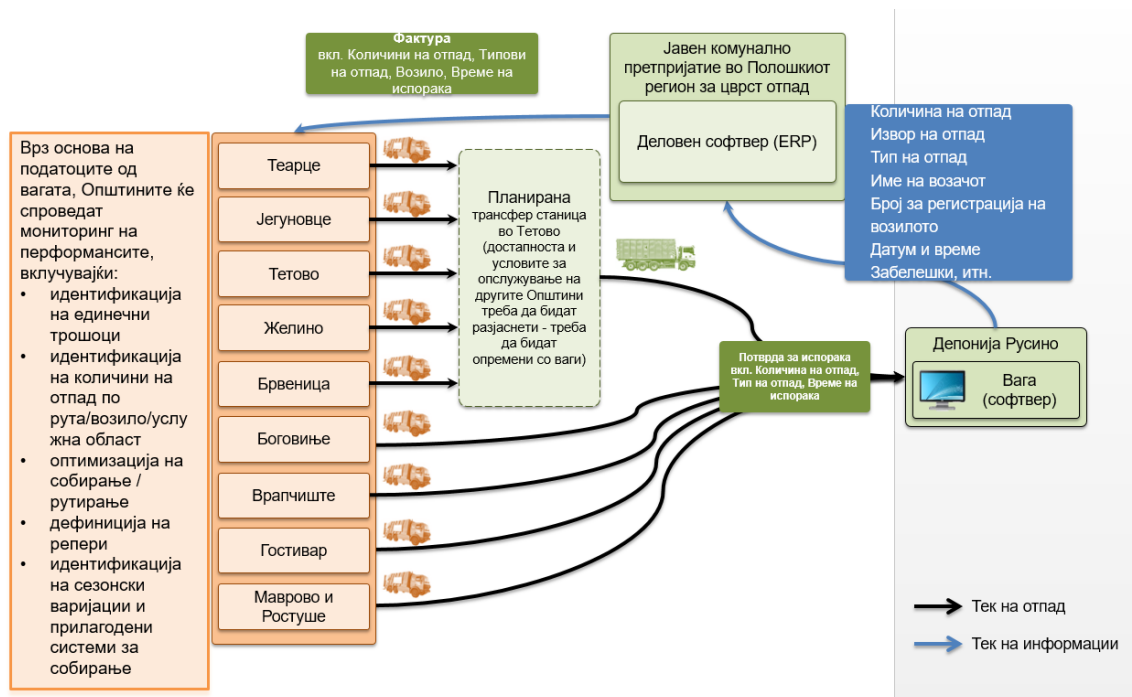 Фактура
вкл. Количини на отпад, Типови
на отпад, Возило, Време на
испорака
Јавен комунално
претпријатие во Полошкиот
регион за цврст отпад
Деловен софтвер (ERP)
Количина на отпад
Извор на отпад
Тип на отпад
Име на возачот
Број за регистрација на
возилото
Датум и време
Забелешки, итн.
Врз основа на
податоците од
вагата, Општините ќе
спроведат
мониторинг на
перформансите,
вклучувајќи:
• идентификација
на единечни
трошоци
• идентификација
на количини на
отпад по
рута/возило/услу
жна област
• оптимизација на
собирање /
рутирање
• дефиниција на
репери
• идентификација
на сезонски
варијации и
прилагодени
системи за
собирање
Теарце
Јегуновце
Тетово
Желино
Брвеница
Боговиње
Врапчиште
Гостивар
Маврово и
Ростуше
Планирана
трансфер станица
во Тетово
(достапноста и
условите за
опслужување на
другите Општини
треба да бидат
разјаснети - треба
да бидат
опремени со ваги)
Потврда за испорака
вкл. Количина на отпад,
Тип на отпад, Време на
испорака
Депонија Русино
Вага
(софтвер)
Тек на отпад
Тек на информации